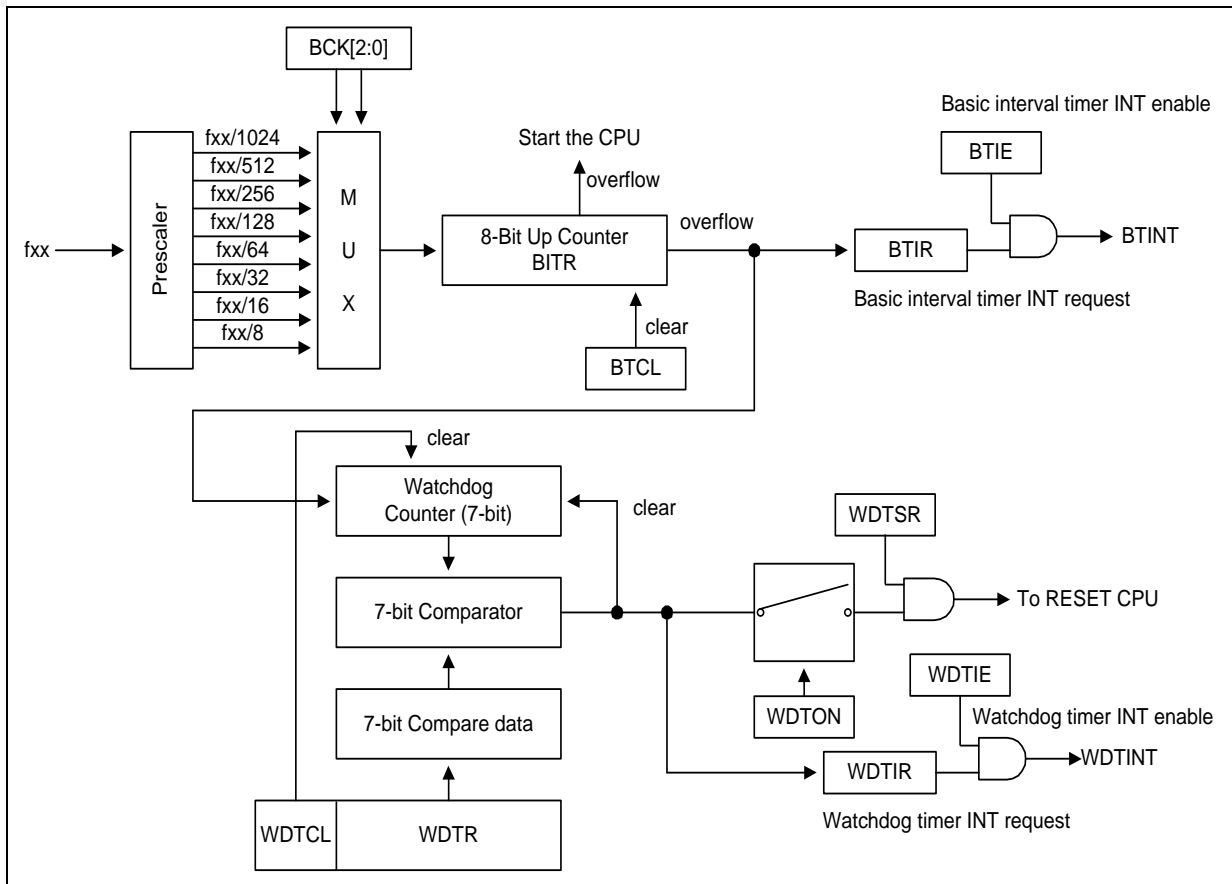 BCK[2:0]
Basic interval timer INT enable
fxx/1024
fxx/512
fxx/256
fxx/128
fxx/64
fxx/32
fxx/16
fxx/8
fxx
Prescaler
M
U
X
Start the CPU
overflow
8-Bit Up Counter
BITR
overflow
clear
BTCL
BTIE
BTIR
BTINT
Basic interval timer INT request
clear
Watchdog
Counter (7-bit)
clear
7-bit Comparator
7-bit Compare data
WDTCL
WDTR
WDTSR
To RESET CPU
WDTON
WDTIE
Watchdog timer INT enable
WDTIR
WDTINT
Watchdog timer INT request